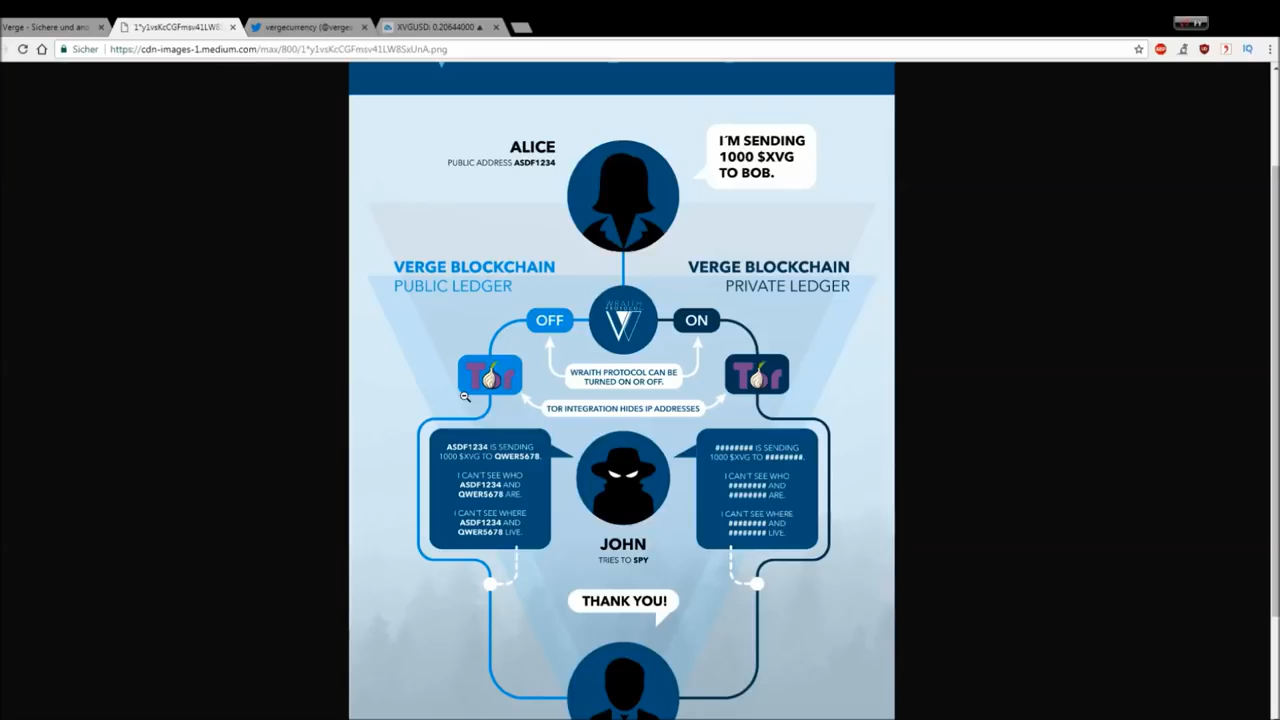 Verge - Sichere und ano
1*y1vsKcCGFmsv41LW8S
vergecurrency (@verge
XVGUSD: 0.20644000 ▲
Sicher
https://cdn-images-1.medium.com/max/800/1*y1vsKcCGFmsv41LW8SxUnA.png
ALICE
PUBLIC ADDRESS ASDF1234
I´M SENDING
1000 $XVG
TO BOB.
VERGE BLOCKCHAIN
PUBLIC LEDGER
VERGE BLOCKCHAIN
PRIVATE LEDGER
WRAITH
PROTOCOL
OFF
ON
Tor
Tor
WRAITH PROTOCOL CAN BE
TURNED ON OR OFF.
TOR INTEGRATION HIDES IP ADDRESSES
ASDF1234 IS SENDING
1000 $XVG TO QWER5678.
I CAN'T SEE WHO
ASDF1234 AND
QWER5678 ARE.
I CAN'T SEE WHERE
ASDF1234 AND
QWER5678 LIVE.
######## IS SENDING
1000 $XVG TO ########.
I CAN'T SEE WHO
######## AND
######## ARE.
I CAN'T SEE WHERE
######## AND
######## LIVE.
JOHN
TRIES TO SPY
THANK YOU!